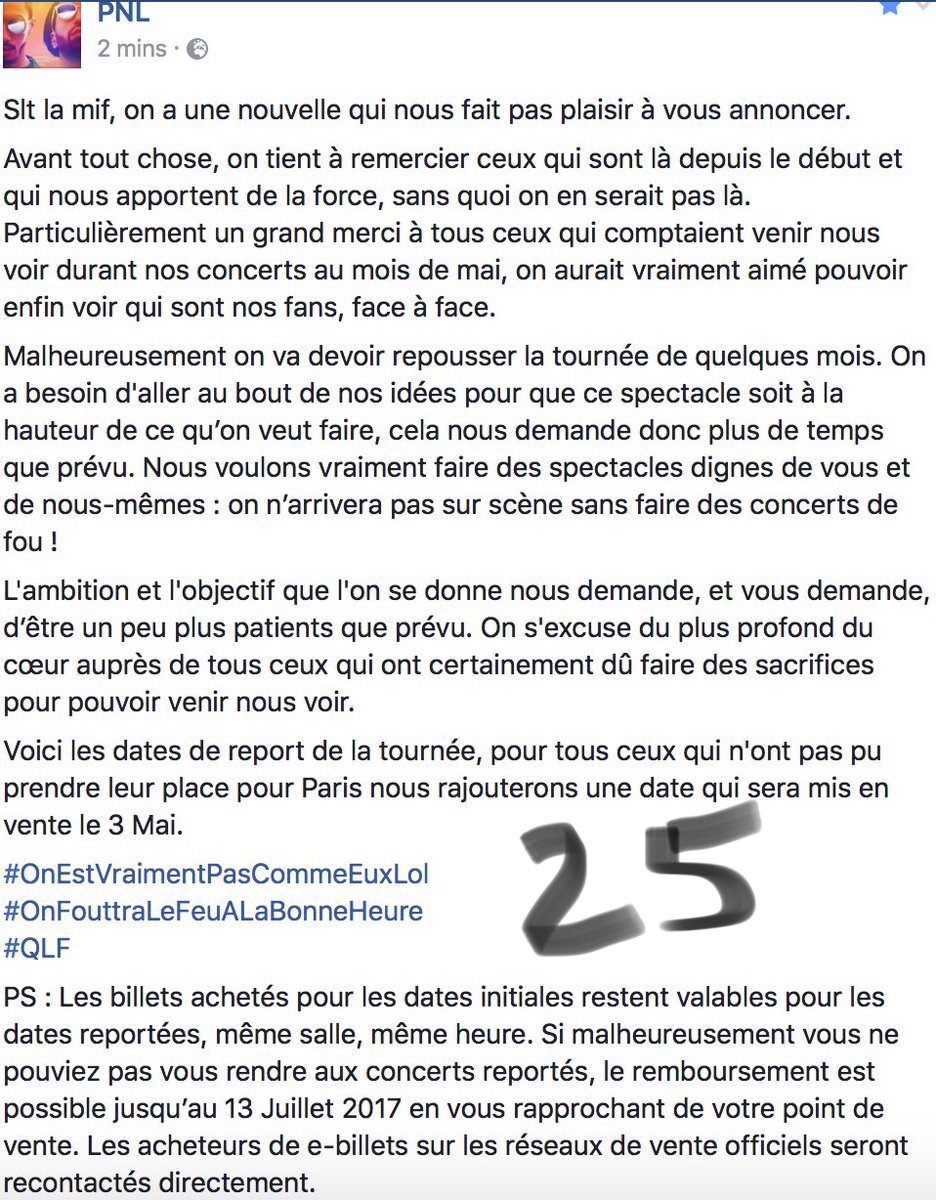 PNL
2 mins ·
Slt la mif, on a une nouvelle qui nous fait pas plaisir à vous annoncer.
Avant tout chose, on tient à remercier ceux qui sont là depuis le début et
qui nous apportent de la force, sans quoi on en serait pas là.
Particulièrement un grand merci à tous ceux qui comptaient venir nous
voir durant nos concerts au mois de mai, on aurait vraiment aimé pouvoir
enfin voir qui sont nos fans, face à face.
Malheureusement on va devoir repousser la tournée de quelques mois. On
a besoin d'aller au bout de nos idées pour que ce spectacle soit à la
hauteur de ce qu’on veut faire, cela nous demande donc plus de temps
que prévu. Nous voulons vraiment faire des spectacles dignes de vous et
de nous-mêmes : on n’arrivera pas sur scène sans faire des concerts de
fou !
L'ambition et l'objectif que l'on se donne nous demande, et vous demande,
d’être un peu plus patients que prévu. On s'excuse du plus profond du
cœur auprès de tous ceux qui ont certainement dû faire des sacrifices
pour pouvoir venir nous voir.
Voici les dates de report de la tournée, pour tous ceux qui n'ont pas pu
prendre leur place pour Paris nous rajouterons une date qui sera mis en
vente le 3 Mai.
25
#OnEstVraimentPasCommeEuxLol
#OnFouttraLeFeuALaBonneHeure
#QLF
PS : Les billets achetés pour les dates initiales restent valables pour les
dates reportées, même salle, même heure. Si malheureusement vous ne
pouviez pas vous rendre aux concerts reportés, le remboursement est
possible jusqu’au 13 Juillet 2017 en vous rapprochant de votre point de
vente. Les acheteurs de e-billets sur les réseaux de vente officiels seront
recontactés directement.